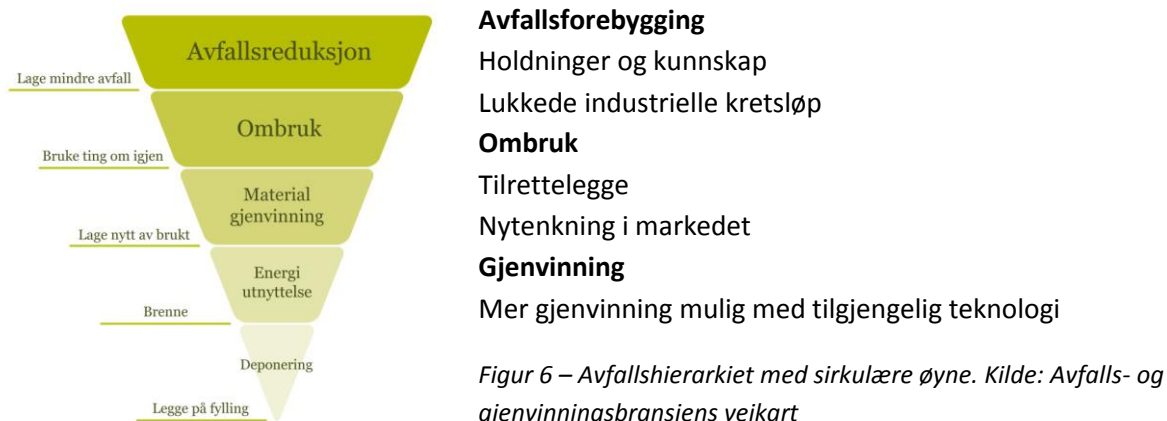 Avfallsreduksjon
Lage mindre avfall
Ombruk
Bruke ting om igjen
Material
gjenvinning
Lage nytt av brukt
Energi
utnyttelse
Brenne
Deponering
Legge på fylling
Avfallsforebygging
Holdninger og kunnskap
Lukkede industrielle kretsløp
Ombruk
Tilrettelegge
Nytenkning i markedet
Gjenvinning
Mer gjenvinning mulig med tilgjengelig teknologi
Figur 6 – Avfallshierarkiet med sirkulære øyne. Kilde: Avfalls- og
gjenvinningsbransjens veikart